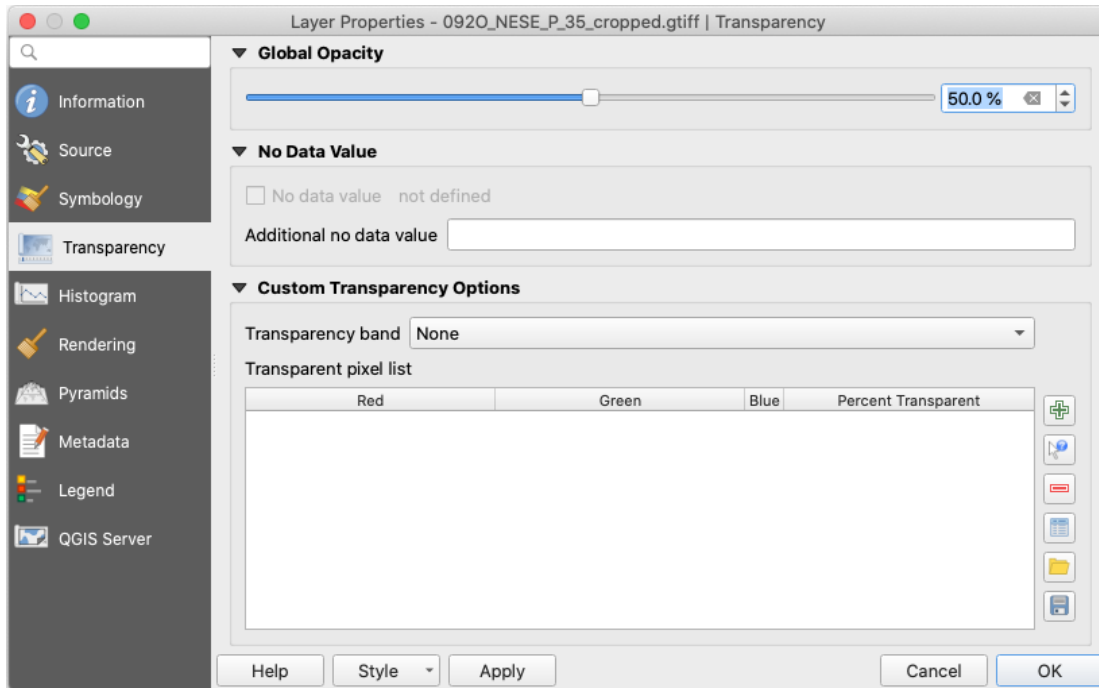 Layer Properties - 092O_NESE_P_35_cropped.gtiff | Transparency
Information
Source
Symbology
Transparency
Histogram
Rendering
Pyramids
Metadata
Legend
QGIS Server
Global Opacity
50.0 %
No Data Value
No data value not defined
Additional no data value
Custom Transparency Options
Transparency band None
Transparent pixel list
Red Green Blue Percent Transparent
Help Style Apply Cancel OK